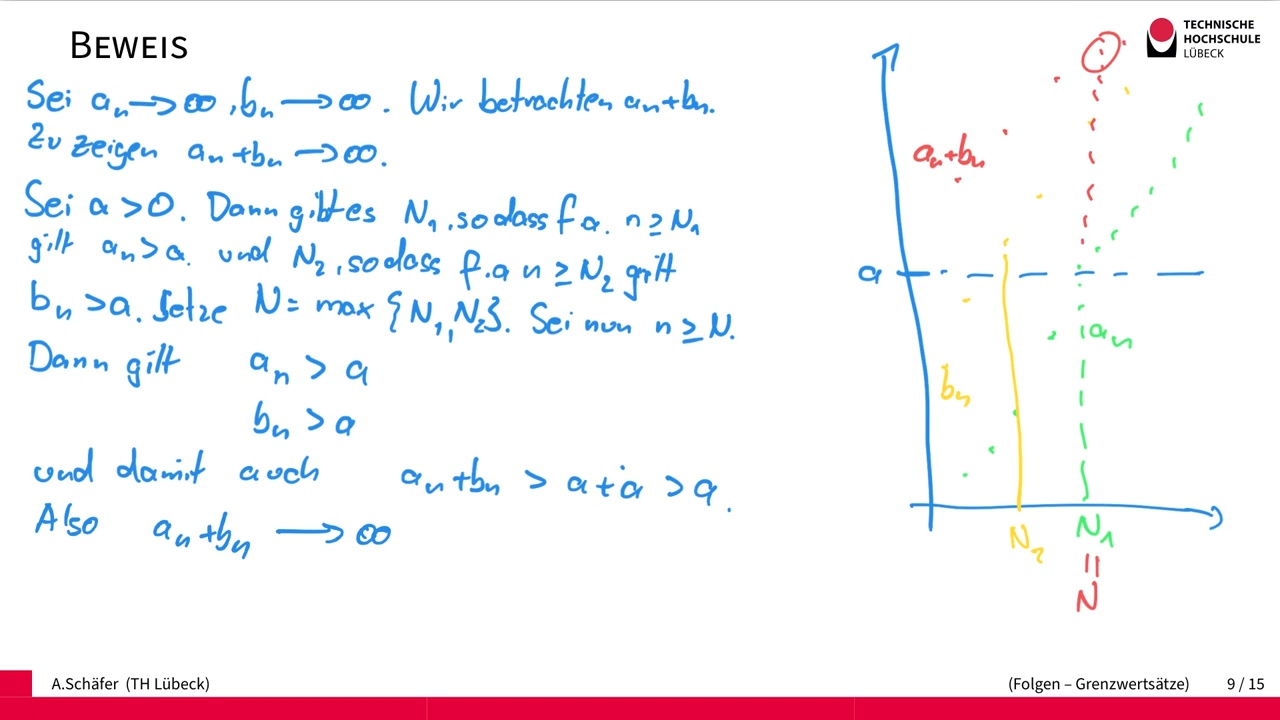 BEWEIS
TECHNISCHE
HOCHSCHULE
LÜBECK
Sei aₙ → ∞, bₙ → ∞. Wir betrachten aₙ+bₙ.
Zu zeigen aₙ+bₙ → ∞.
Sei a > 0. Dann gibt es N₁, sodass f.a. n ≥ N₁
gilt aₙ > a. und N₂, sodass f.a n ≥ N₂ gilt
bₙ > a. Setze N = max {N₁, N₂}. Sei nun n ≥ N.
Dann gilt aₙ > a
bₙ > a
und damit auch aₙ+bₙ > a+a > a.
Also aₙ+bₙ → ∞
aₙ+bₙ
a
aₙ
bₙ
N₂
N₁
=
N
A.Schäfer (TH Lübeck)
(Folgen – Grenzwertsätze)
9 / 15